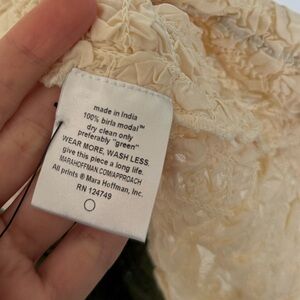 made in India
100% birla modal™
dry clean only
preferably "green"
WEAR MORE, WASH LESS.
give this piece a long life.
MARAHOFFMAN.COM/APPROACH
All prints ® Mara Hoffman, Inc.
RN 124749